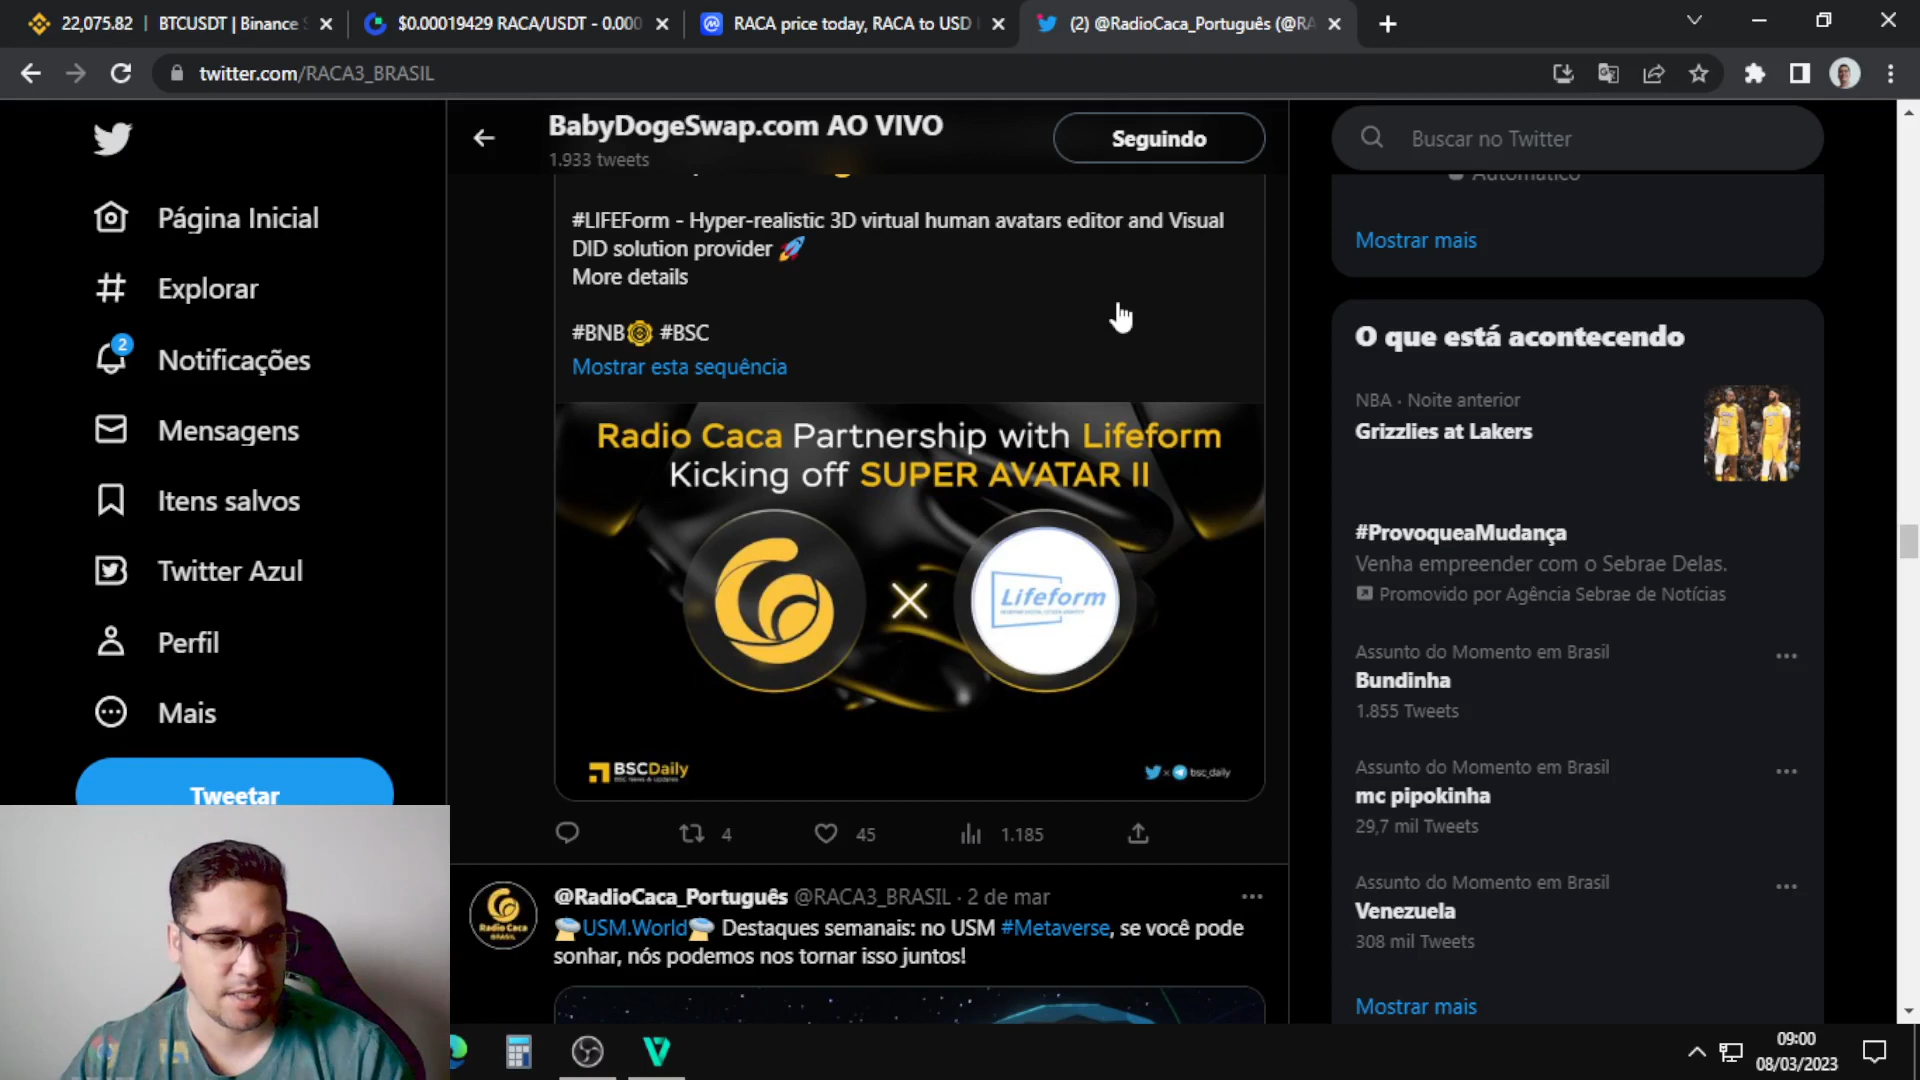 22,075.82 | BTCUSDT | Binance S
$0.00019429 RACA/USDT - 0.000
RACA price today, RACA to USD
(2) @RadioCaca_Português (@RA
twitter.com/RACA3_BRASIL
BabyDogeSwap.com AO VIVO
1.933 tweets
Seguindo
Buscar no Twitter
Página Inicial
Explorar
2
Notificações
Mensagens
Itens salvos
Twitter Azul
Perfil
Mais
Tweetar
#LIFEForm - Hyper-realistic 3D virtual human avatars editor and Visual
DID solution provider 🚀
More details
#BNB #BSC
Mostrar esta sequência
Radio Caca Partnership with Lifeform
Kicking off SUPER AVATAR II
Lifeform
BSCDaily
BSC News & Updates
bsc_daily
4
45
1.185
@RadioCaca_Português @RACA3_BRASIL · 2 de mar
USM.World Destaques semanais: no USM #Metaverse, se você pode
sonhar, nós podemos nos tornar isso juntos!
Radio Caca
BRASIL
Automático
Mostrar mais
O que está acontecendo
NBA · Noite anterior
Grizzlies at Lakers
#ProvoqueaMudança
Venha empreender com o Sebrae Delas.
Promovido por Agência Sebrae de Notícias
Assunto do Momento em Brasil
Bundinha
1.855 Tweets
Assunto do Momento em Brasil
mc pipokinha
29,7 mil Tweets
Assunto do Momento em Brasil
Venezuela
308 mil Tweets
Mostrar mais
09:00
08/03/2023